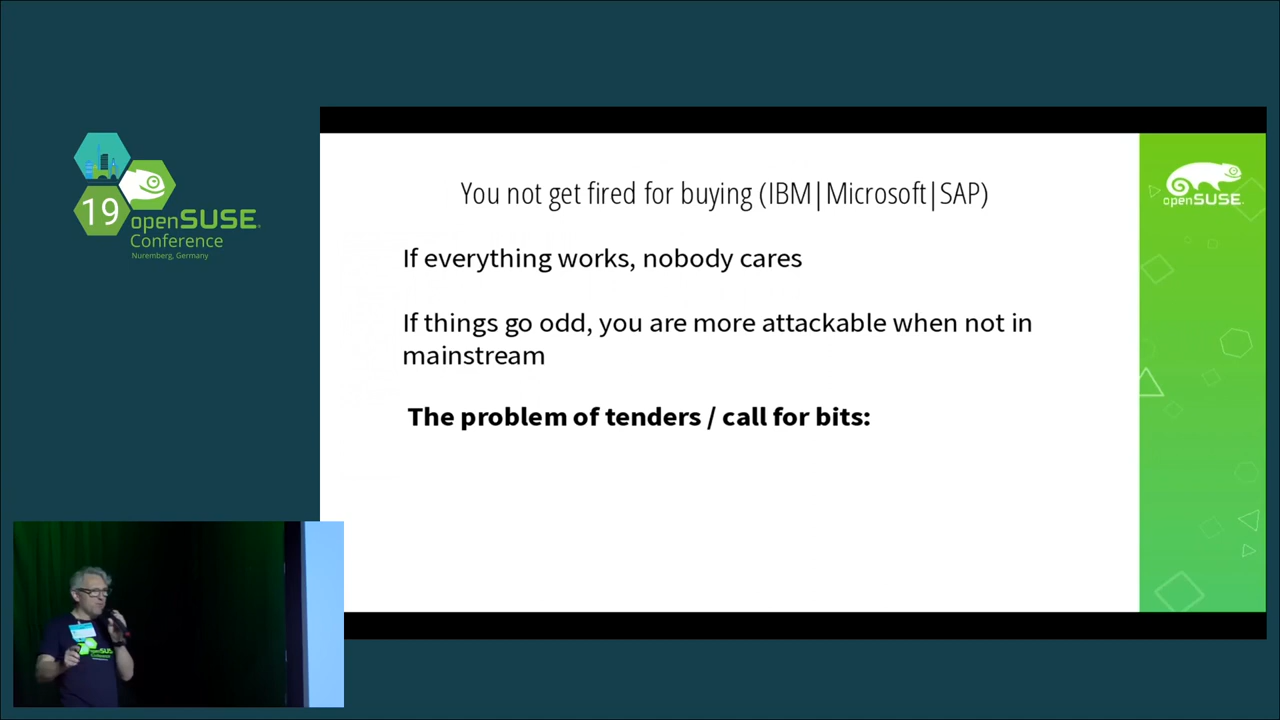 19
openSUSE
Conference
Nuremberg, Germany
You not get fired for buying (IBM|Microsoft|SAP)
openSUSE
If everything works, nobody cares
If things go odd, you are more attackable when not in
mainstream
The problem of tenders / call for bits:
openSUSE
Conference